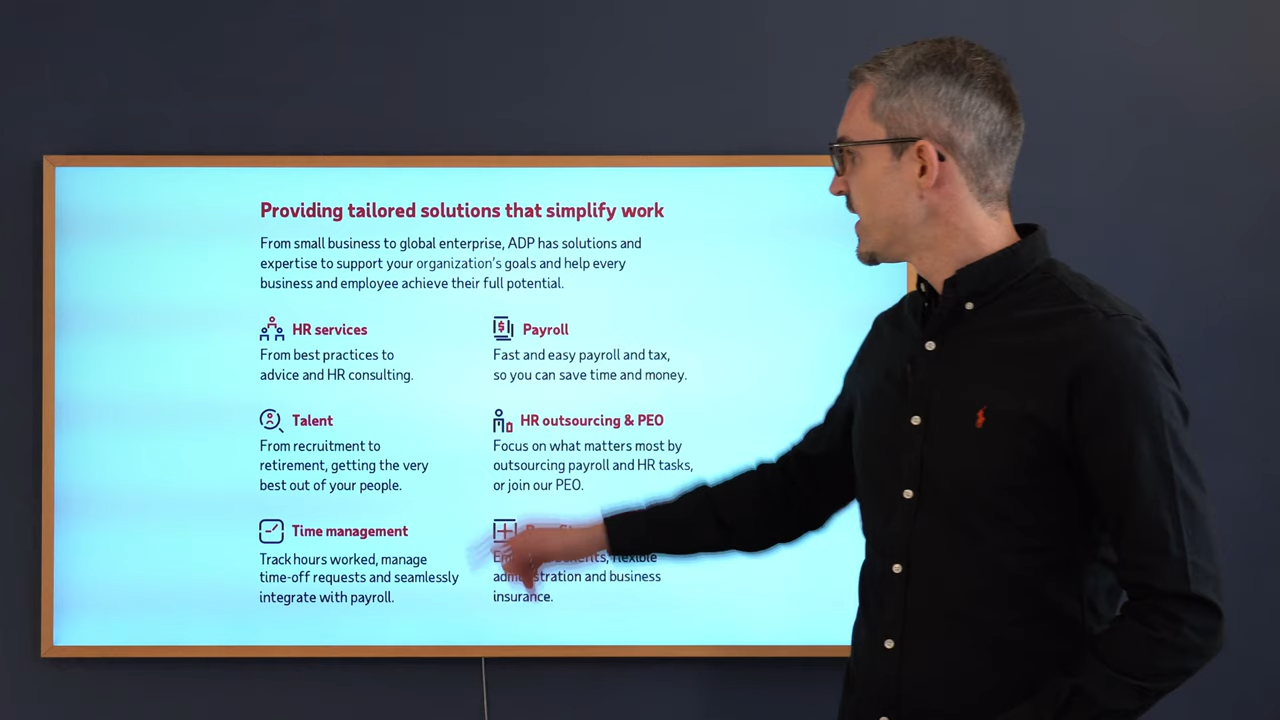 Providing tailored solutions that simplify work
From small business to global enterprise, ADP has solutions and
expertise to support your organization's goals and help every
business and employee achieve their full potential.
HR services
From best practices to
advice and HR consulting.
Payroll
Fast and easy payroll and tax,
so you can save time and money.
Talent
From recruitment to
retirement, getting the very
best out of your people.
HR outsourcing & PEO
Focus on what matters most by
outsourcing payroll and HR tasks,
or join our PEO.
Time management
Track hours worked, manage
time-off requests and seamlessly
integrate with payroll.
flexible
and business
insurance.